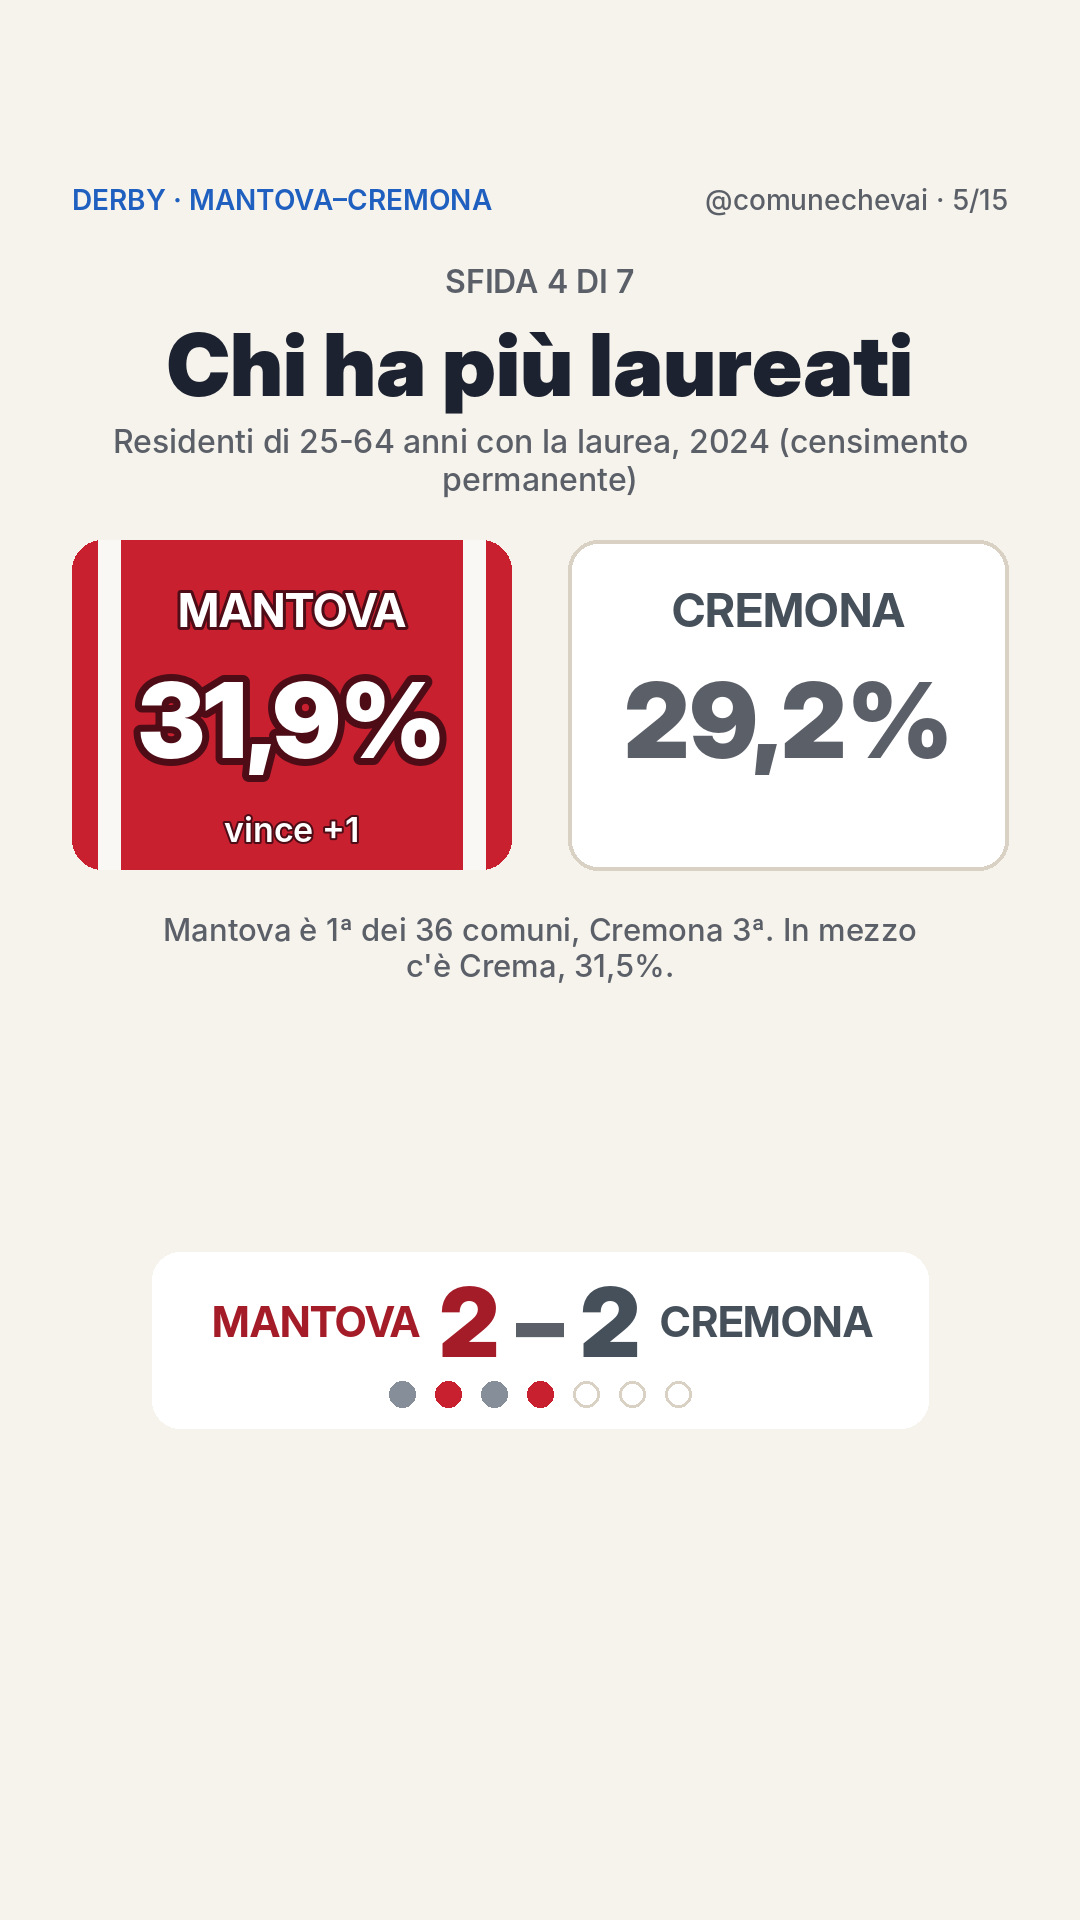 DERBY · MANTOVA–CREMONA
@comunechevai · 5/15
SFIDA 4 DI 7
Chi ha più laureati
Residenti di 25-64 anni con la laurea, 2024 (censimento
permanente)
MANTOVA
31,9%
vince +1
CREMONA
29,2%
Mantova è 1ª dei 36 comuni, Cremona 3ª. In mezzo
c'è Crema, 31,5%.
MANTOVA 2 – 2 CREMONA